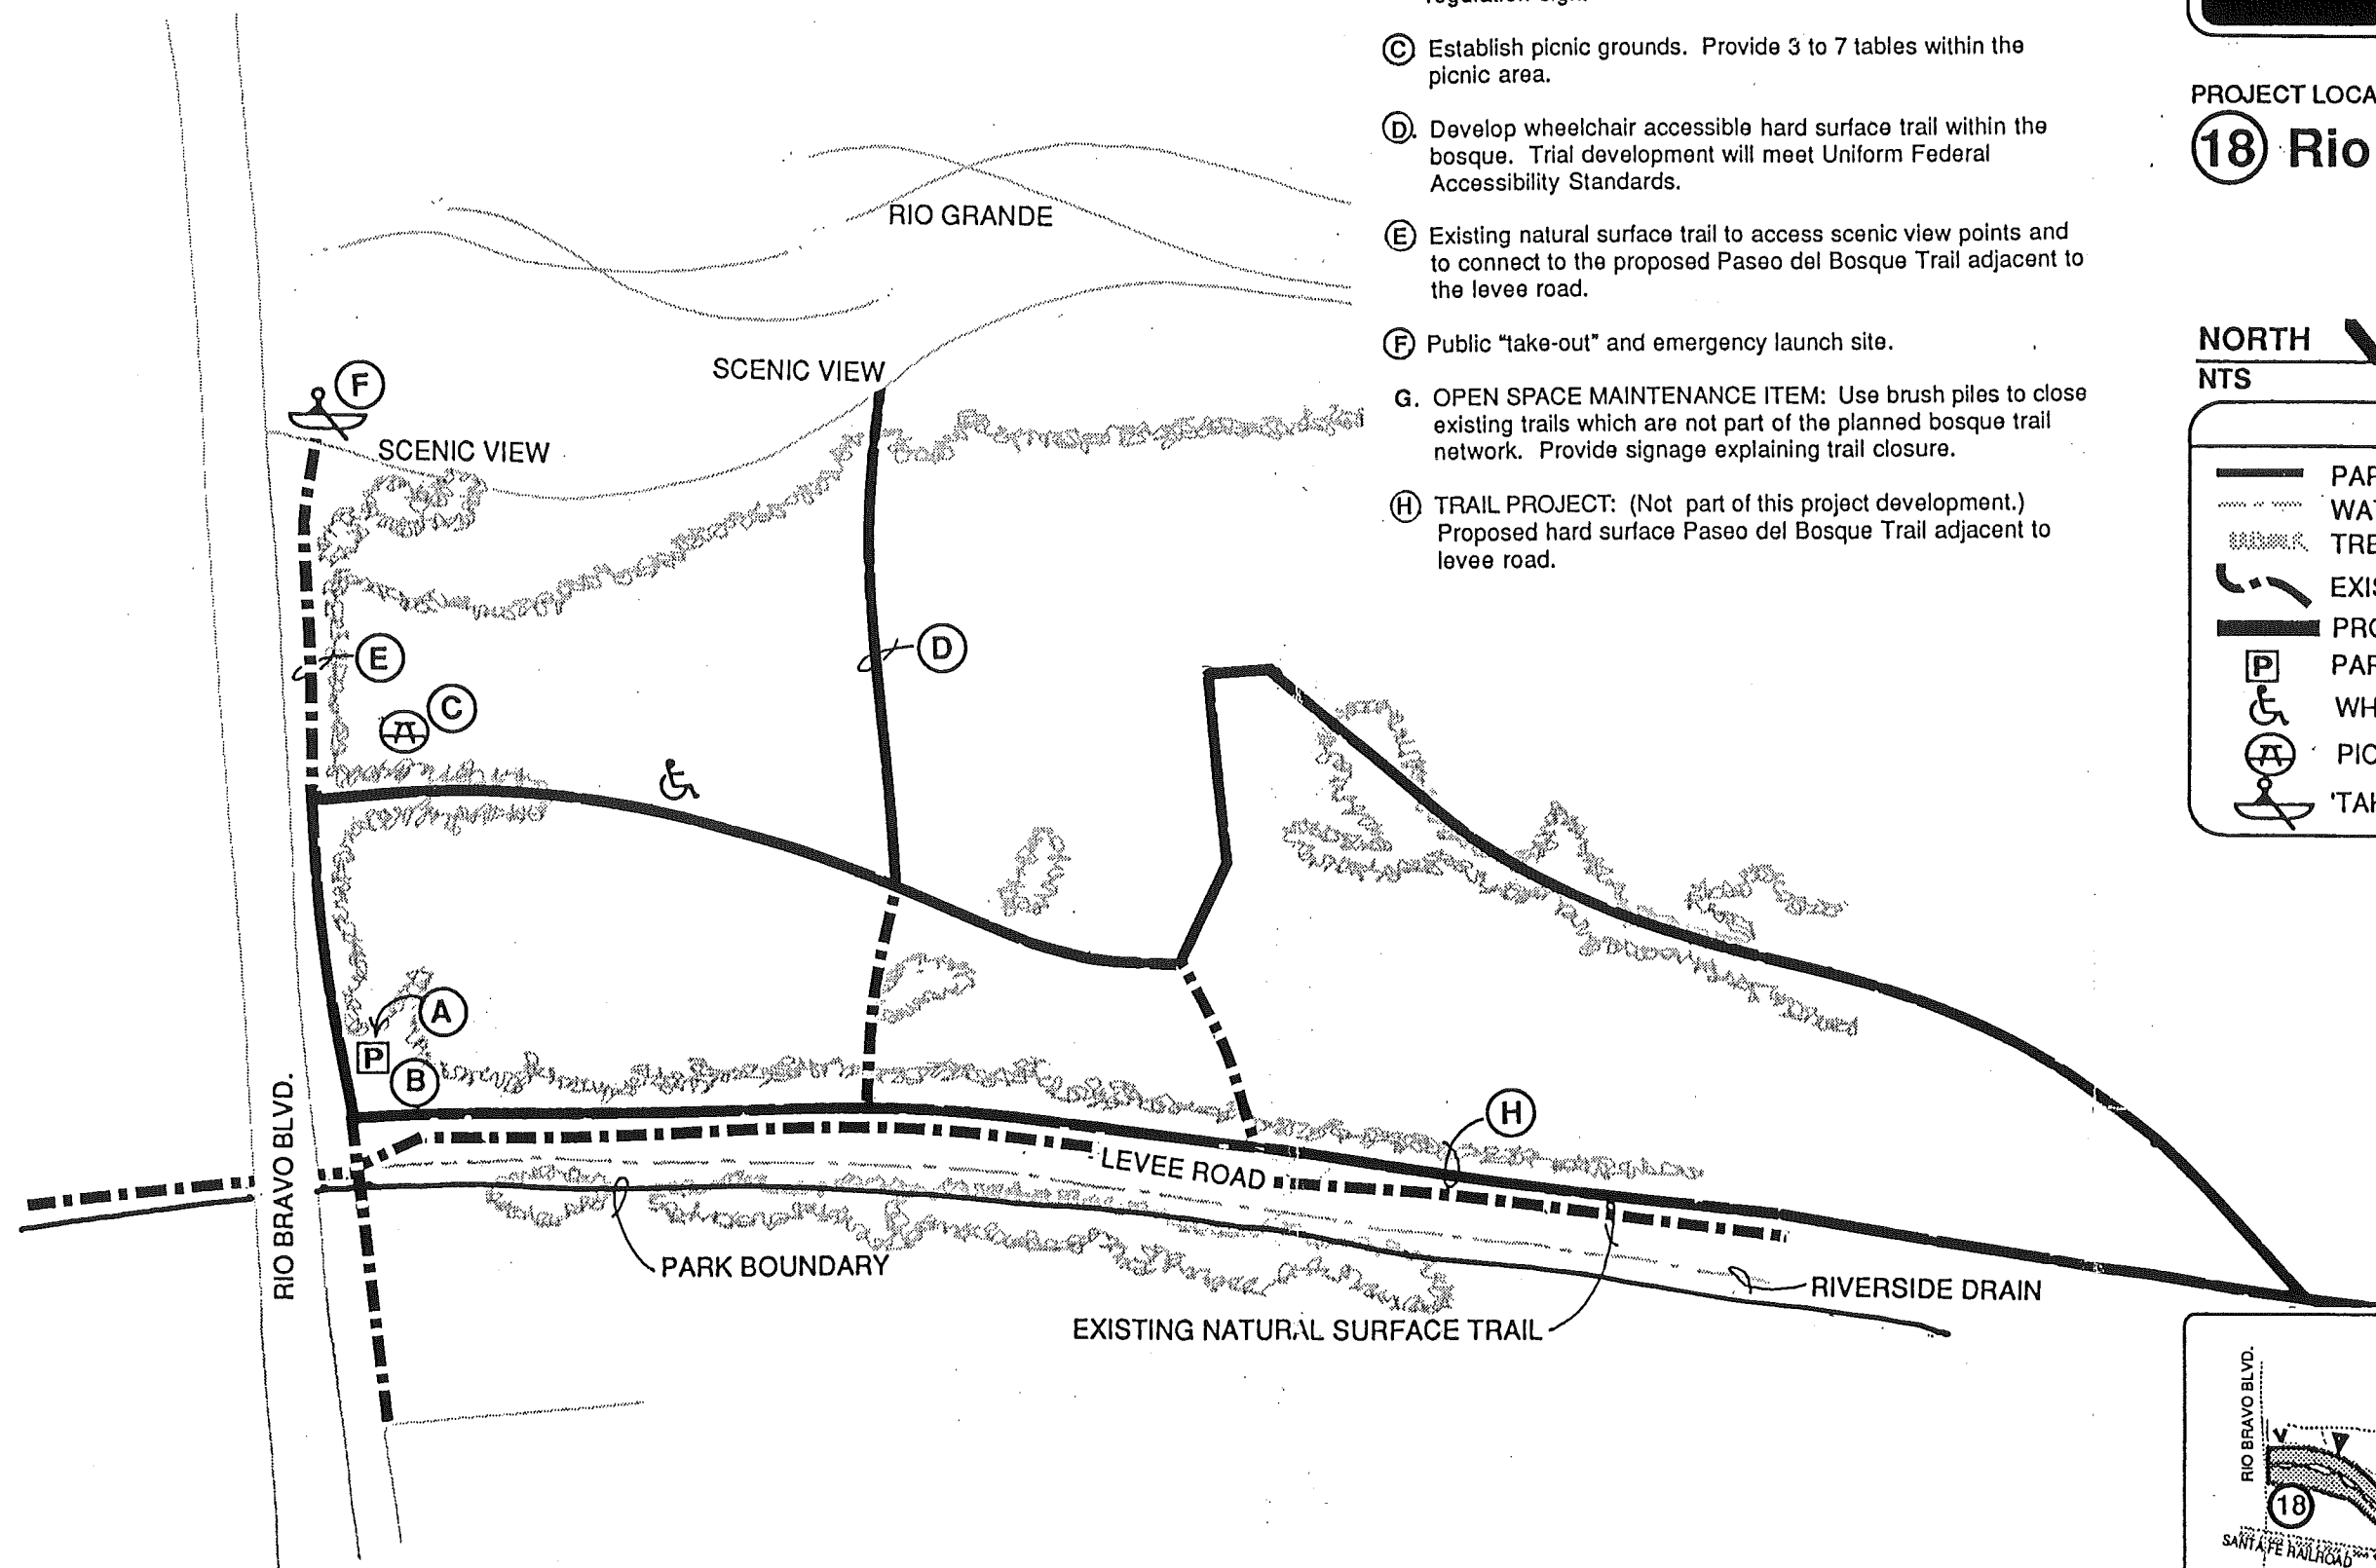 C Establish picnic grounds. Provide 3 to 7 tables within the
picnic area.
D. Develop wheelchair accessible hard surface trail within the
bosque. Trial development will meet Uniform Federal
Accessibility Standards.
E Existing natural surface trail to access scenic view points and
to connect to the proposed Paseo del Bosque Trail adjacent to
the levee road.
F Public "take-out" and emergency launch site.
G. OPEN SPACE MAINTENANCE ITEM: Use brush piles to close
existing trails which are not part of the planned bosque trail
network. Provide signage explaining trail closure.
H TRAIL PROJECT: (Not part of this project development.)
Proposed hard surface Paseo del Bosque Trail adjacent to
levee road.
PROJECT LOCA
18 Rio
NORTH
NTS
PAR
WAT
TRE
EXIS
PRO
P PAR
WH
PIC
'TAK
RIO GRANDE
SCENIC VIEW
F
SCENIC VIEW
E
D
C
A
P
B
H
LEVEE ROAD
RIO BRAVO BLVD.
PARK BOUNDARY
RIVERSIDE DRAIN
EXISTING NATURAL SURFACE TRAIL
RIO BRAVO BLVD.
18
SANTA FE RAILROAD